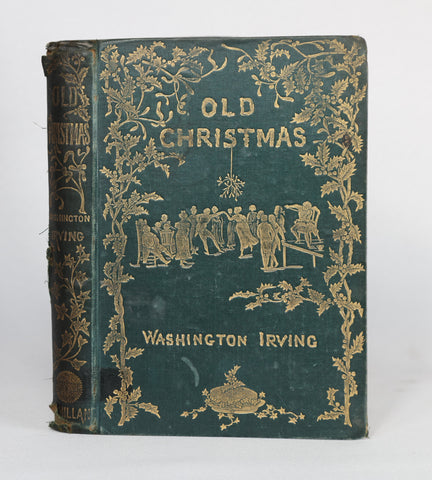 OLD
CHRISTMAS
WASHINGTON
IRVING
OLD
CHRISTMAS
WASHINGTON IRVING